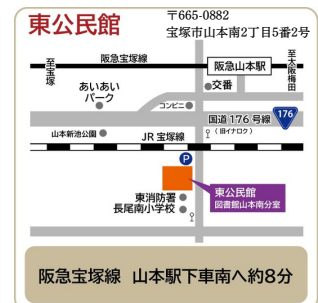 東公民館
〒665-0882
宝塚市山本南2丁目5番2号
至宝塚
阪急宝塚線
阪急山本駅
至大阪梅田
交番
あいあい
パーク
コンビニ
国道176号線
176
(旧イナロク)
山本新池公園
JR 宝塚線
P
東消防署
長尾南小学校
東公民館
図書館山本南分室
阪急宝塚線 山本駅下車南へ約8分